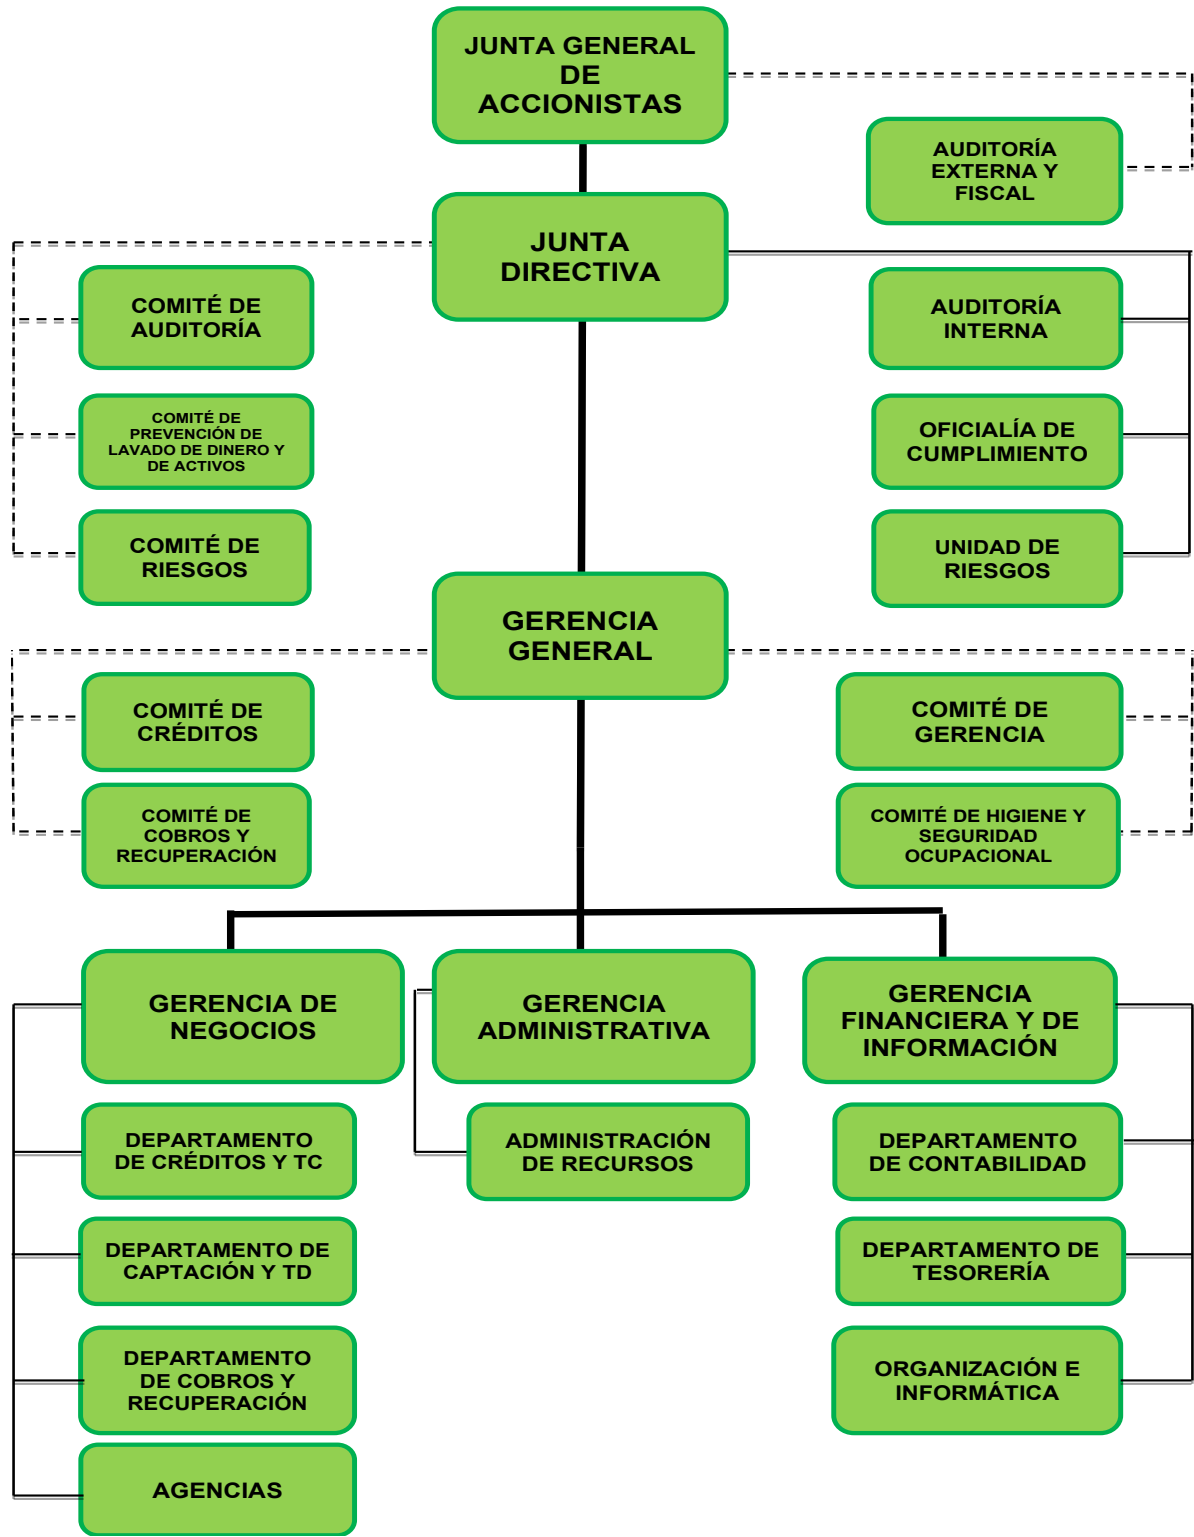 JUNTA GENERAL
DE
ACCIONISTAS
AUDITORÍA
EXTERNA Y
FISCAL
JUNTA
DIRECTIVA
COMITÉ DE
AUDITORÍA
AUDITORÍA
INTERNA
COMITÉ DE
PREVENCIÓN DE
LAVADO DE DINERO Y
DE ACTIVOS
OFICIALÍA DE
CUMPLIMIENTO
COMITÉ DE
RIESGOS
UNIDAD DE
RIESGOS
GERENCIA
GENERAL
COMITÉ DE
CRÉDITOS
COMITÉ DE
GERENCIA
COMITÉ DE
COBROS Y
RECUPERACIÓN
COMITÉ DE HIGIENE Y
SEGURIDAD
OCUPACIONAL
GERENCIA DE
NEGOCIOS
GERENCIA
ADMINISTRATIVA
GERENCIA
FINANCIERA Y DE
INFORMACIÓN
DEPARTAMENTO
DE CRÉDITOS Y TC
ADMINISTRACIÓN
DE RECURSOS
DEPARTAMENTO
DE CONTABILIDAD
DEPARTAMENTO DE
CAPTACIÓN Y TD
DEPARTAMENTO DE
TESORERÍA
DEPARTAMENTO
DE COBROS Y
RECUPERACIÓN
ORGANIZACIÓN E
INFORMÁTICA
AGENCIAS